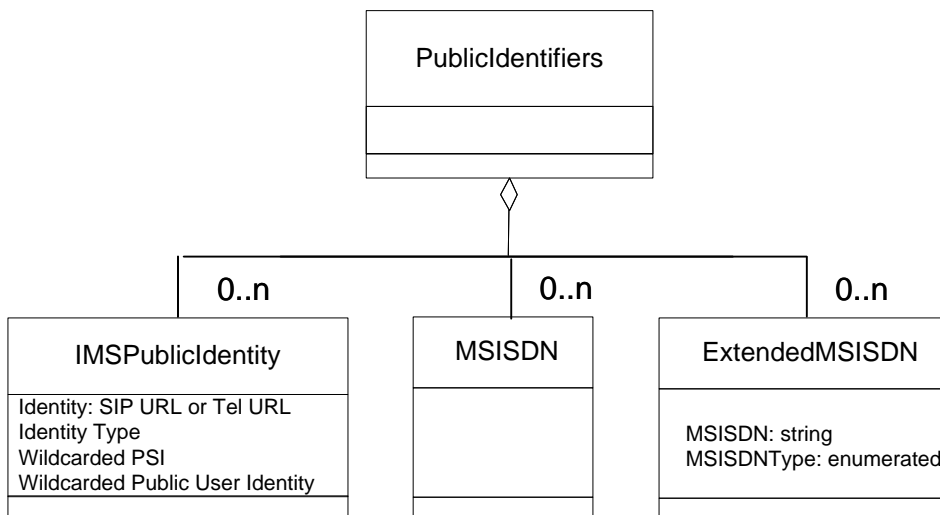 PublicIdentifiers
0..n
0..n
0..n
IMSPublicIdentity
MSISDN
ExtendedMSISDN
Identity: SIP URL or Tel URL
Identity Type
Wildcarded PSI
Wildcarded Public User Identity
MSISDN: string
MSISDNType: enumerated